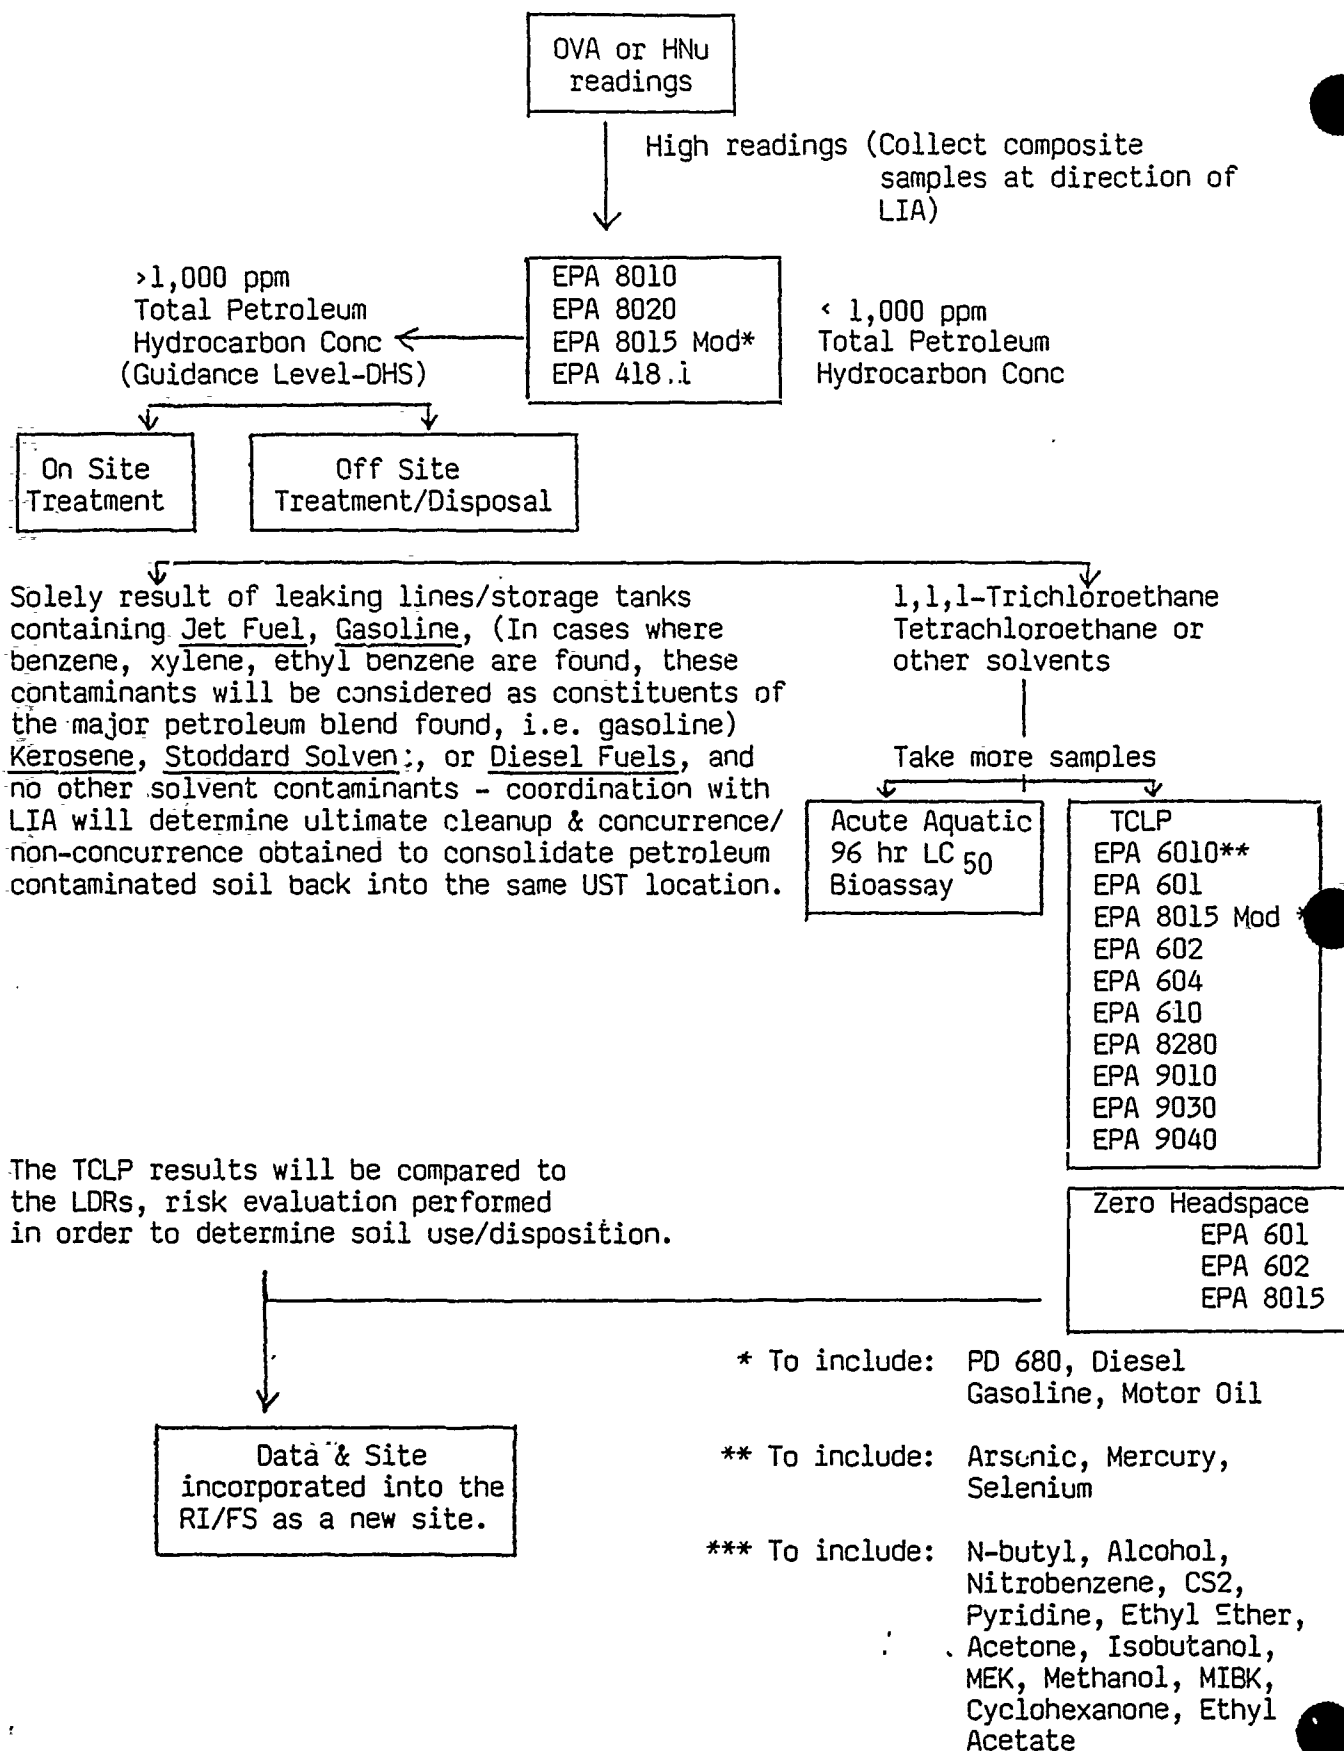 OVA or HNu
readings
High readings (Collect composite
samples at direction of
LIA)
>1,000 ppm
Total Petroleum
Hydrocarbon Conc
(Guidance Level-DHS)
EPA 8010
EPA 8020
EPA 8015 Mod*
EPA 418.i
< 1,000 ppm
Total Petroleum
Hydrocarbon Conc
On Site
Treatment
Off Site
Treatment/Disposal
Solely result of leaking lines/storage tanks
containing Jet Fuel, Gasoline, (In cases where
benzene, xylene, ethyl benzene are found, these
contaminants will be considered as constituents of
the major petroleum blend found, i.e. gasoline)
Kerosene, Stoddard Solven:, or Diesel Fuels, and
no other solvent contaminants - coordination with
LIA will determine ultimate cleanup & concurrence/
non-concurrence obtained to consolidate petroleum
contaminated soil back into the same UST location.
1,1,1-Trichloroethane
Tetrachloroethane or
other solvents
Take more samples
Acute Aquatic
96 hr LC 50
Bioassay
TCLP
EPA 6010**
EPA 601
EPA 8015 Mod *
EPA 602
EPA 604
EPA 610
EPA 8280
EPA 9010
EPA 9030
EPA 9040
The TCLP results will be compared to
the LDRs, risk evaluation performed
in order to determine soil use/disposition.
Zero Headspace
EPA 601
EPA 602
EPA 8015
Data & Site
incorporated into the
RI/FS as a new site.
* To include: PD 680, Diesel
Gasoline, Motor Oil
** To include: Arsenic, Mercury,
Selenium
*** To include: N-butyl, Alcohol,
Nitrobenzene, CS2,
Pyridine, Ethyl Ether,
Acetone, Isobutanol,
MEK, Methanol, MIBK,
Cyclohexanone, Ethyl
Acetate